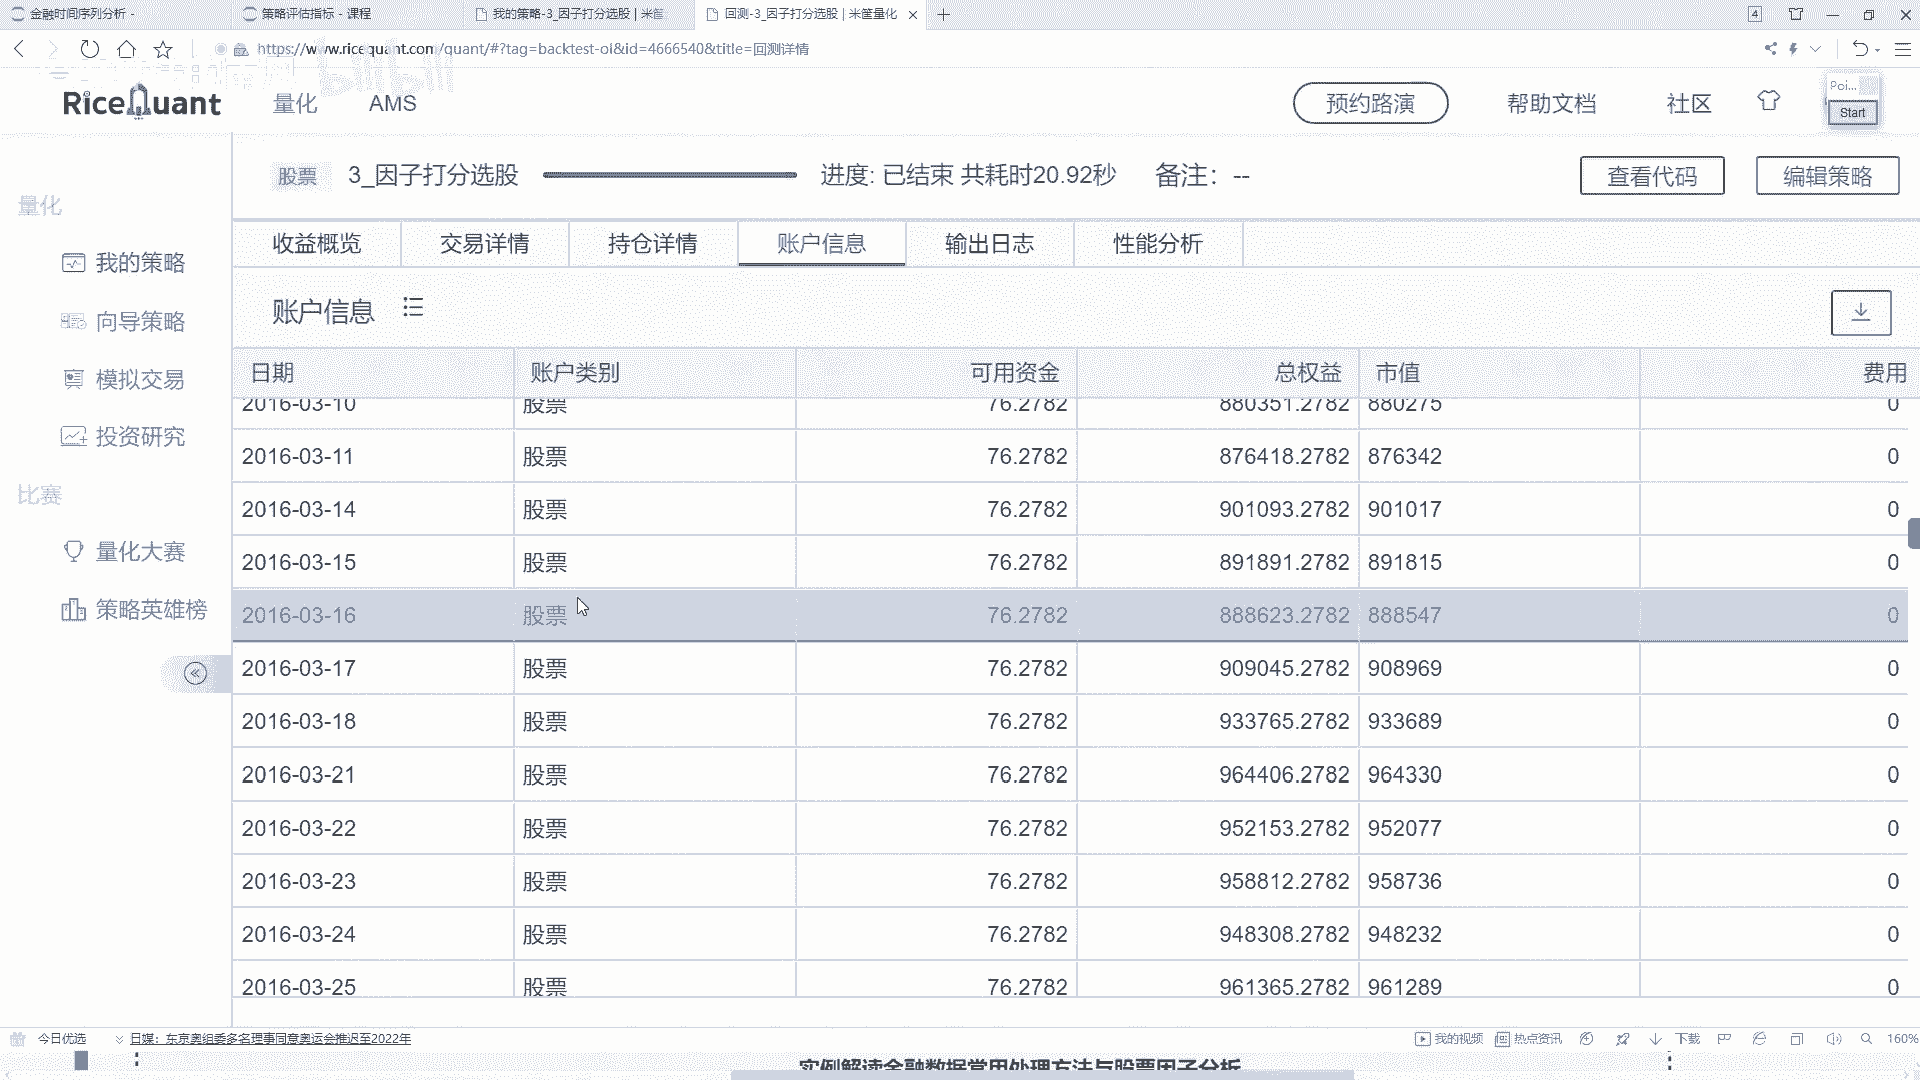 金融时间序列分析 -
策略评估指标 - 课程
我的策略-3_因子打分选股 | 米筐
回测-3_因子打分选股 | 米筐量化
4
https://www.ricequant.com/quant/#?tag=backtest-ol&id=4666540&title=回测详情
RiceQuant
量化
AMS
预约路演
帮助文档
社区
Poi...
Start
股票
3_因子打分选股
进度: 已结束 共耗时20.92秒
备注：--
查看代码
编辑策略
量化
我的策略
向导策略
模拟交易
投资研究
比赛
量化大赛
策略英雄榜
收益概览 交易详情 持仓详情 账户信息 输出日志 性能分析
账户信息
日期 账户类别 可用资金 总权益 市值 费用
2016-03-10 股票 76.2782 880351.2782 880275 0
2016-03-11 股票 76.2782 876418.2782 876342 0
2016-03-14 股票 76.2782 901093.2782 901017 0
2016-03-15 股票 76.2782 891891.2782 891815 0
2016-03-16 股票 76.2782 888623.2782 888547 0
2016-03-17 股票 76.2782 909045.2782 908969 0
2016-03-18 股票 76.2782 933765.2782 933689 0
2016-03-21 股票 76.2782 964406.2782 964330 0
2016-03-22 股票 76.2782 952153.2782 952077 0
2016-03-23 股票 76.2782 958812.2782 958736 0
2016-03-24 股票 76.2782 948308.2782 948232 0
2016-03-25 股票 76.2782 961365.2782 961289 0
今日优选
日媒：东京奥组委多名理事同意奥运会推迟至2022年
我的视频
热点资讯
下载
160%
实例解读金融数据常用处理方法与股票因子分析